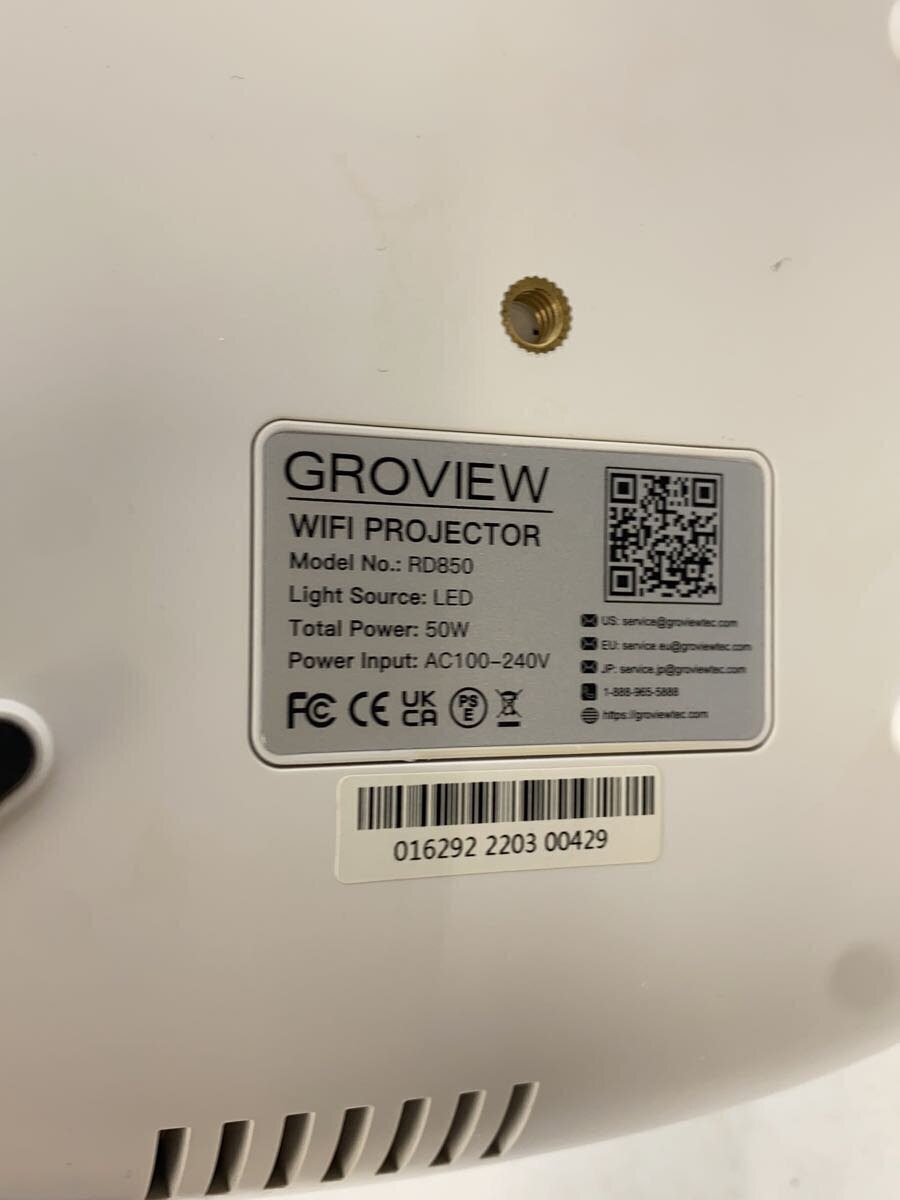 GROVIEW
WIFI PROJECTOR
Model No.: RD850
Light Source: LED
Total Power: 50W
Power Input: AC100-240V
FC CE UK CA PS E
US: service@groviewtec.com
EU: service.eu@groviewtec.com
JP: service.jp@groviewtec.com
1-888-965-5888
https://groviewtec.com
016292 2203 00429